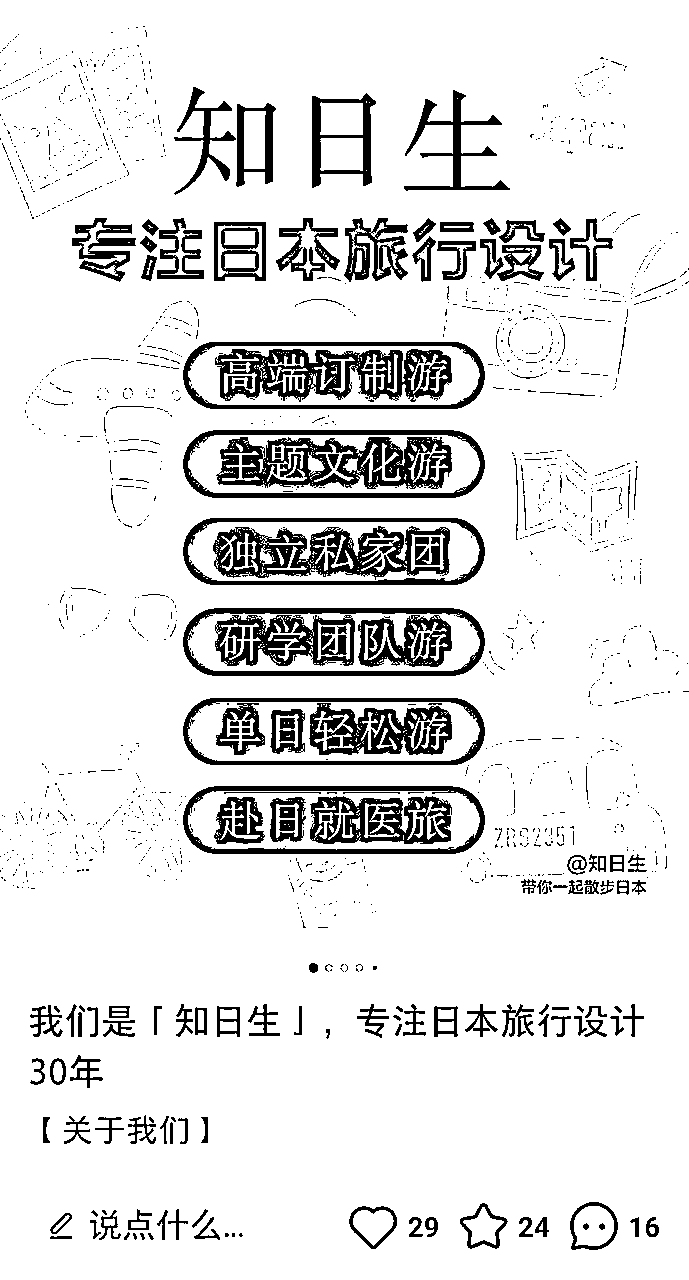 知日生
Japan
专注日本旅行设计
高端订制游
主题文化游
独立私家团
研学团队游
单日轻松游
赴日就医旅
ZRS2351
@知日生
带你一起散步日本
我们是「知日生」，专注日本旅行设计
30年
【关于我们】
说点什么...
29
24
16